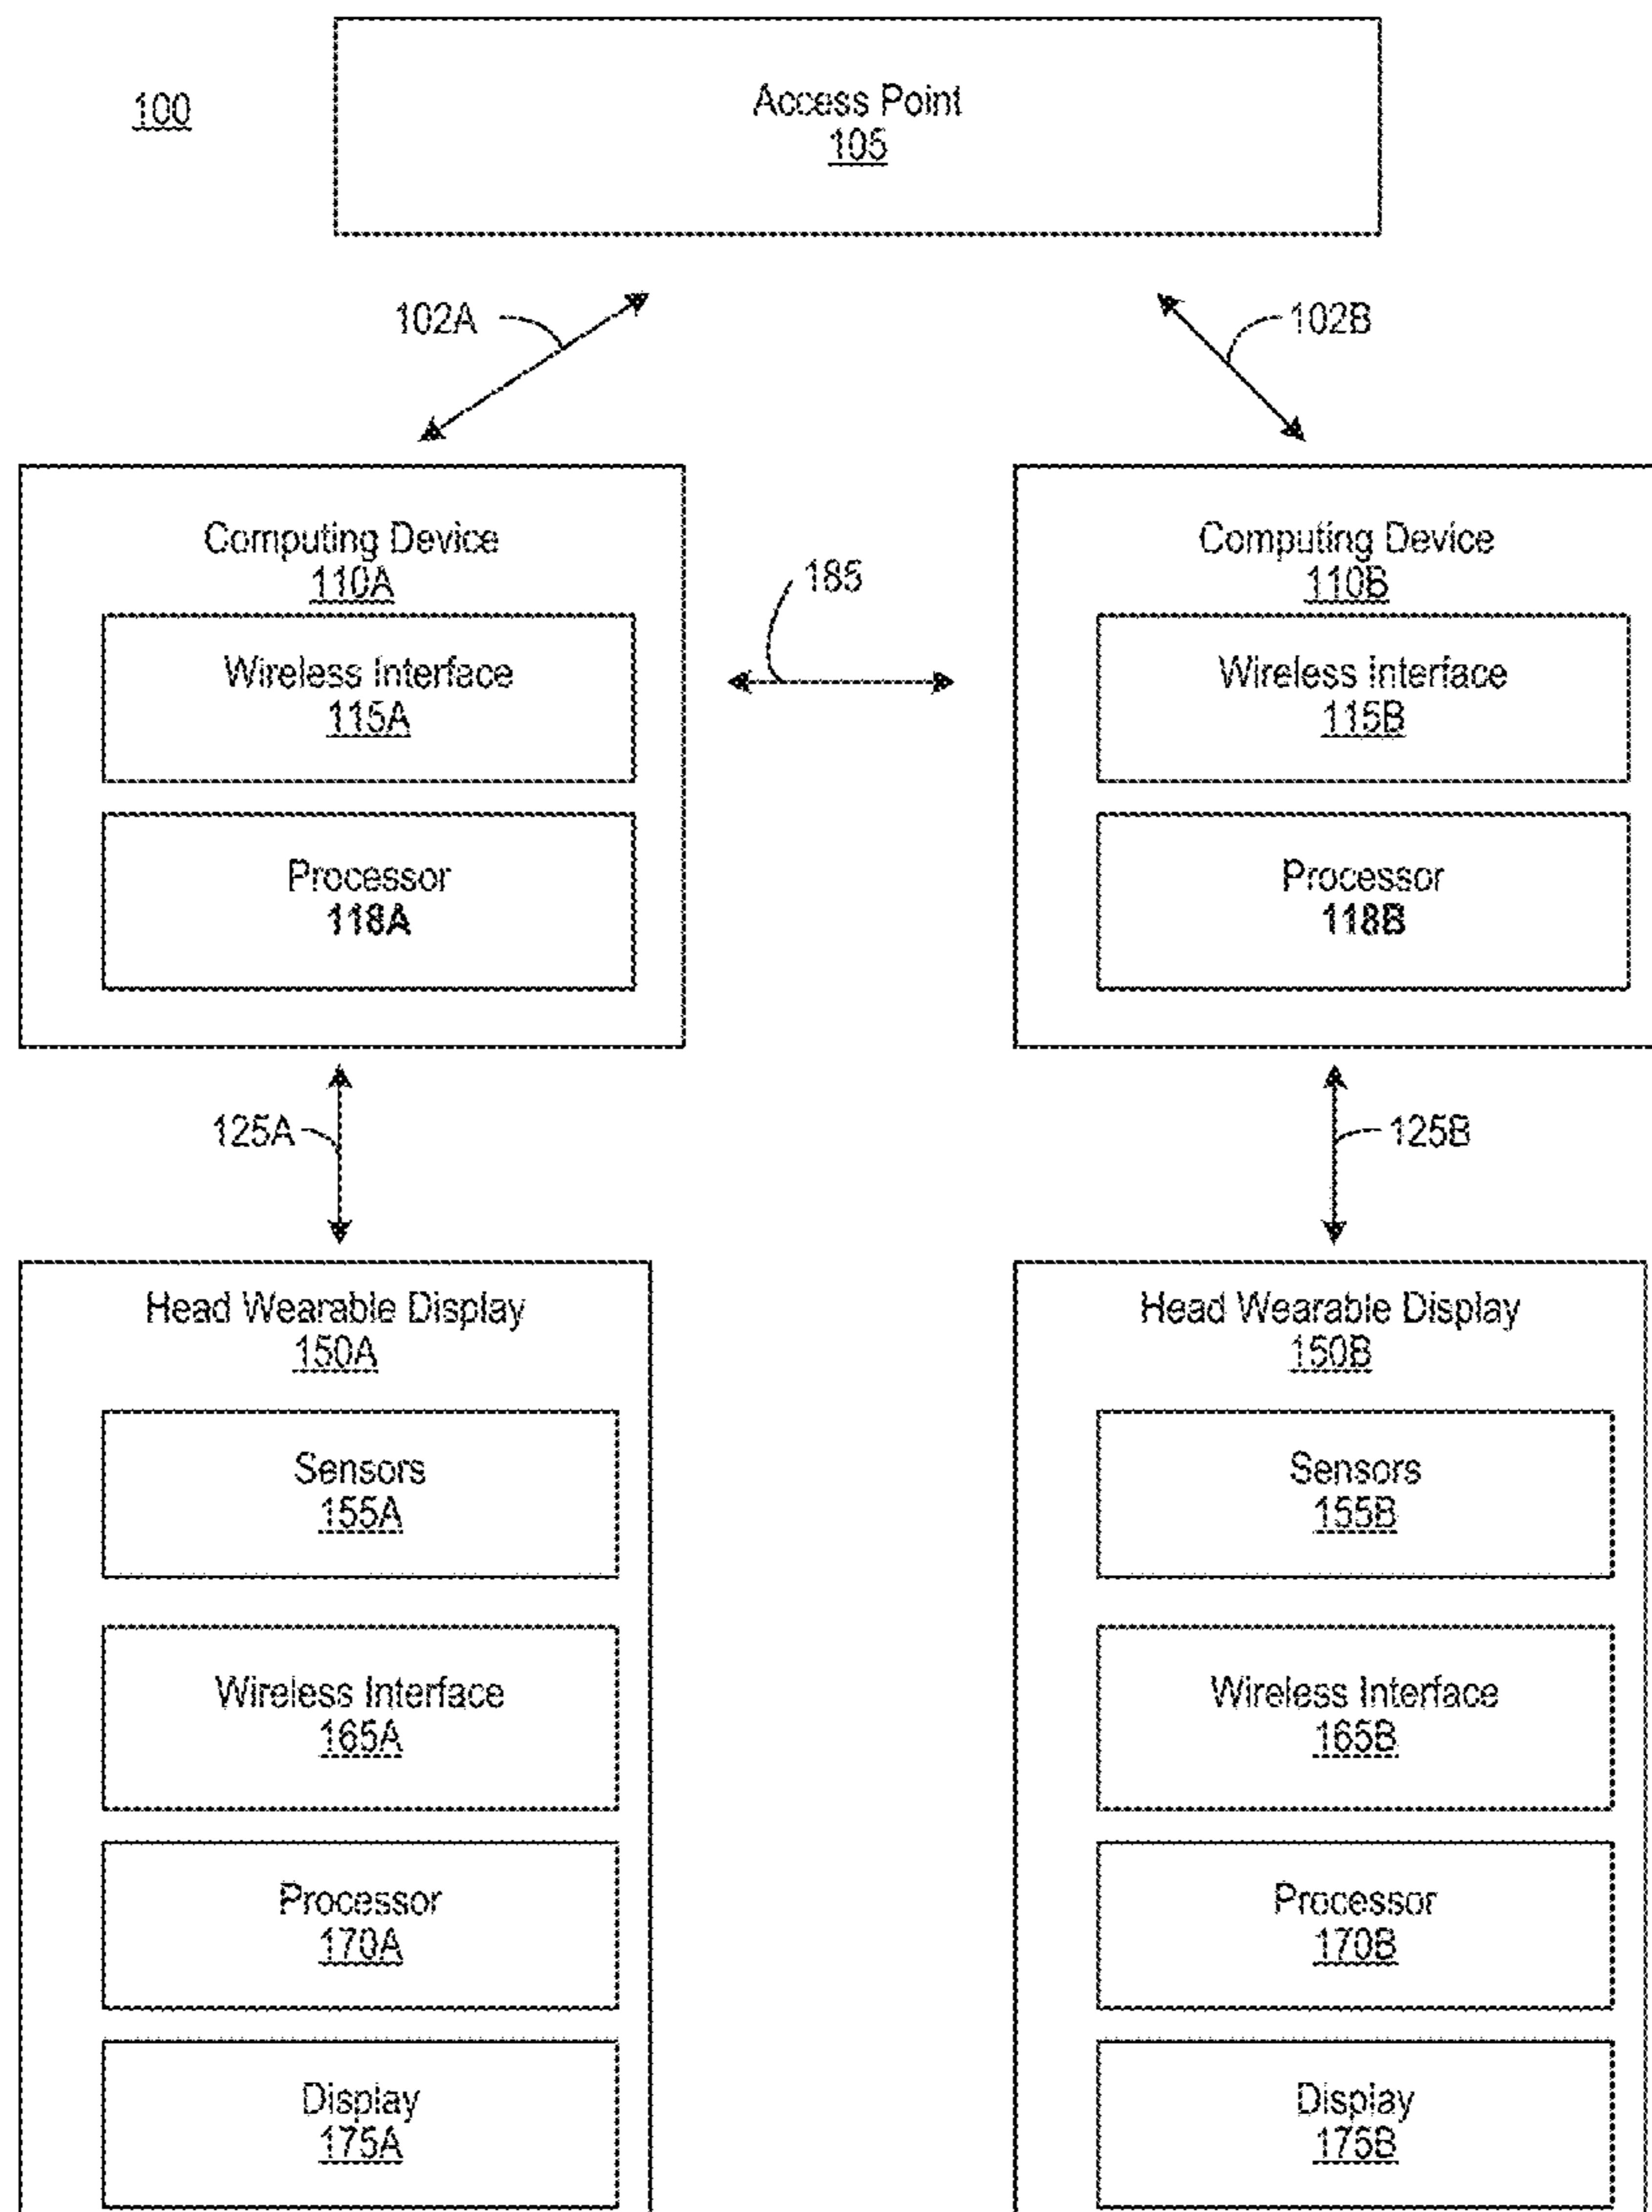 100
Access Point
105
102A
102B
Computing Device
110A
Wireless Interface
115A
Processor
118A
185
Computing Device
110B
Wireless Interface
115B
Processor
118B
125A
125B
Head Wearable Display
150A
Sensors
155A
Wireless Interface
165A
Processor
170A
Display
175A
Head Wearable Display
150B
Sensors
155B
Wireless Interface
165B
Processor
170B
Display
175B